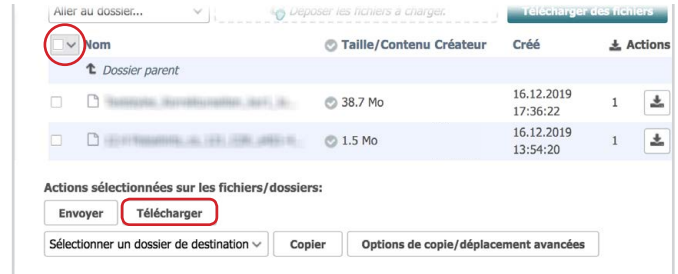 Aller au dossier...
Déposer les fichiers à charger.
Télécharger des fichiers
Nom Taille/Contenu Créateur Créé Actions
Dossier parent
38.7 Mo 16.12.2019 17:36:22 1
1.5 Mo 16.12.2019 13:54:20 1
Actions sélectionnées sur les fichiers/dossiers:
Envoyer Télécharger
Sélectionner un dossier de destination Copier Options de copie/déplacement avancées